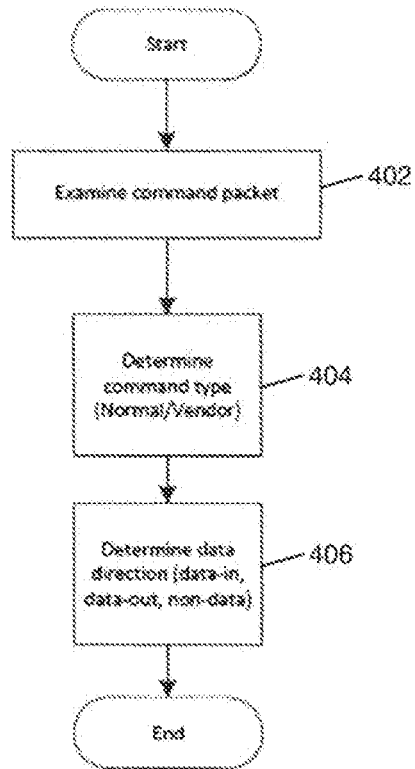 Start
Examine command packet
402
Determine
command type
(Normal/Vendor)
404
Determine data
direction (data-in,
data-out, non-data)
406
End